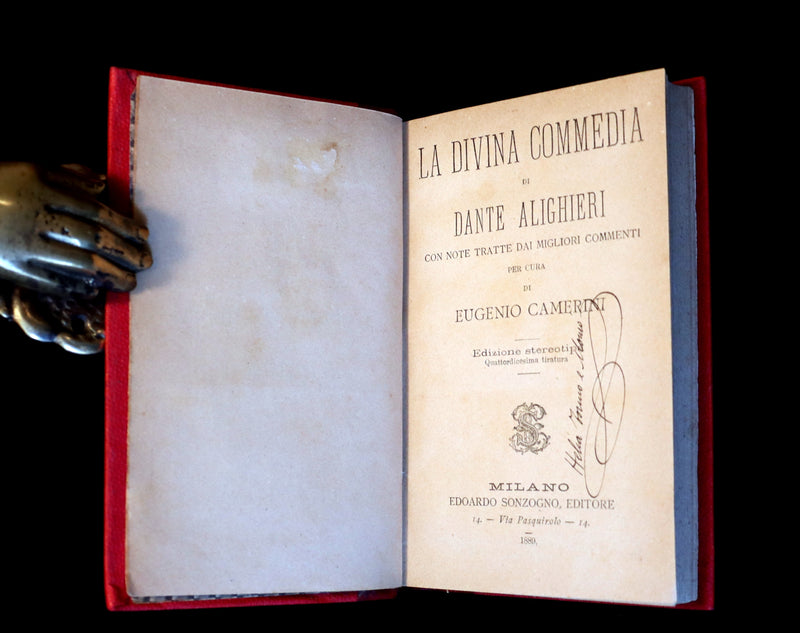 LA DIVINA COMMEDIA
DI
DANTE ALIGHIERI
CON NOTE TRATTE DAI MIGLIORI COMMENTI
PER CURA
DI
EUGENIO CAMERINI
Edizione stereotipa
Quattordicesima tiratura
MILANO
EDOARDO SONZOGNO, EDITORE
14. — Via Pasquirolo — 14.
1889.